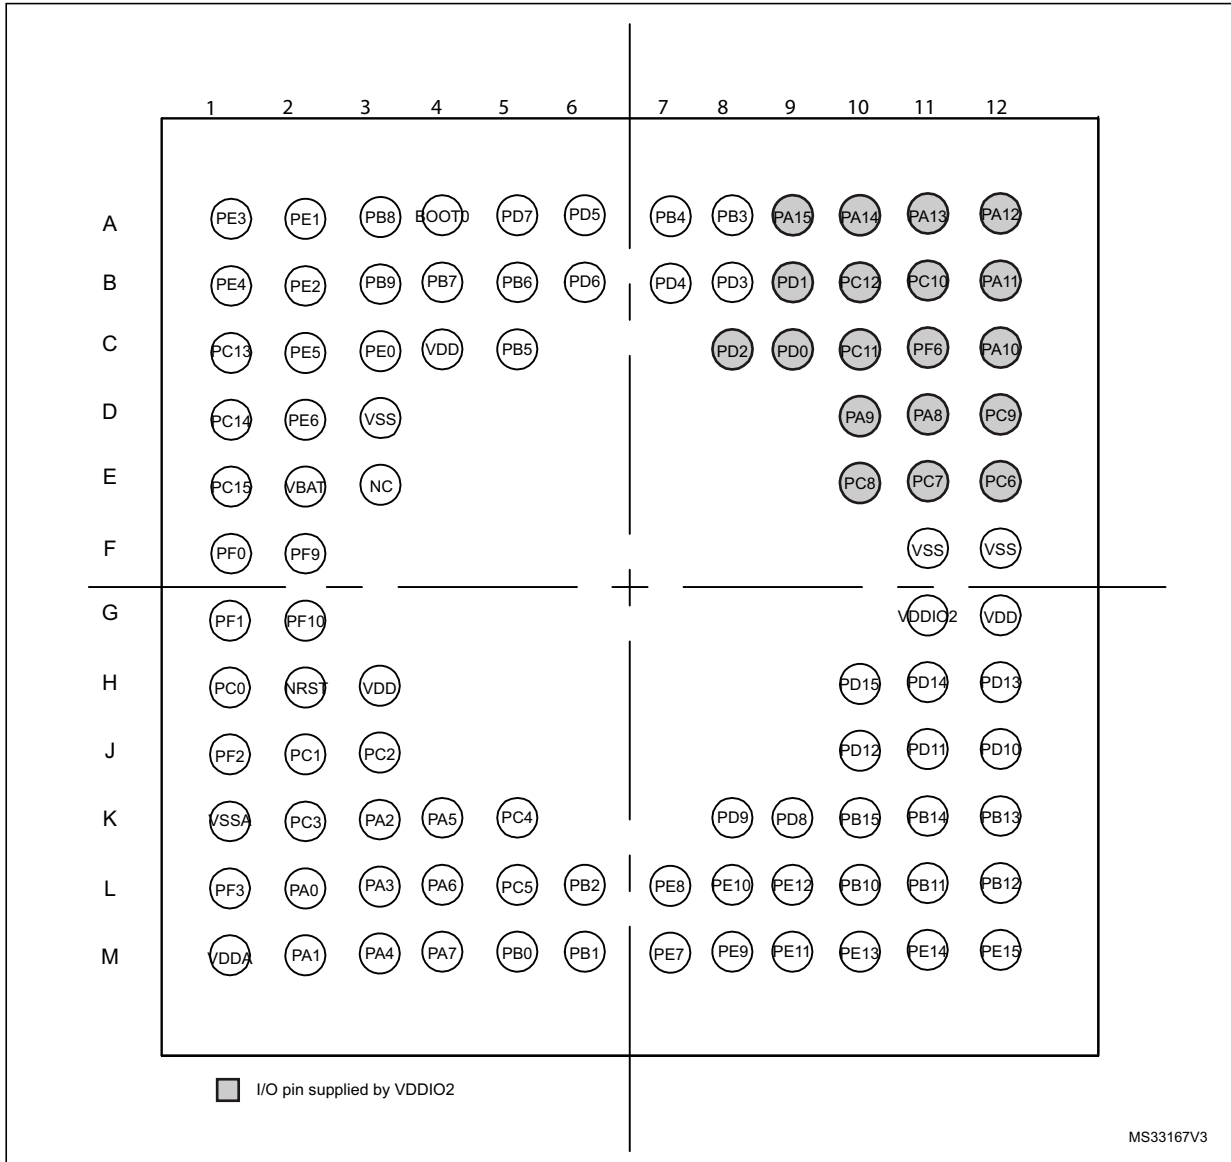 1 2 3 4 5 6 7 8 9 10 11 12
A PE3 PE1 PB8 BOOT0 PD7 PD5 PB4 PB3 PA15 PA14 PA13 PA12
B PE4 PE2 PB9 PB7 PB6 PD6 PD4 PD3 PD1 PC12 PC10 PA11
C PC13 PE5 PE0 VDD PB5 PD2 PD0 PC11 PF6 PA10
D PC14 PE6 VSS PA9 PA8 PC9
E PC15 VBAT NC PC8 PC7 PC6
F PF0 PF9 VSS VSS
G PF1 PF10 VDDIO2 VDD
H PC0 NRST VDD PD15 PD14 PD13
J PF2 PC1 PC2 PD12 PD11 PD10
K VSSA PC3 PA2 PA5 PC4 PD9 PD8 PB15 PB14 PB13
L PF3 PA0 PA3 PA6 PC5 PB2 PE8 PE10 PE12 PB10 PB11 PB12
M VDDA PA1 PA4 PA7 PB0 PB1 PE7 PE9 PE11 PE13 PE14 PE15
I/O pin supplied by VDDIO2
MS33167V3